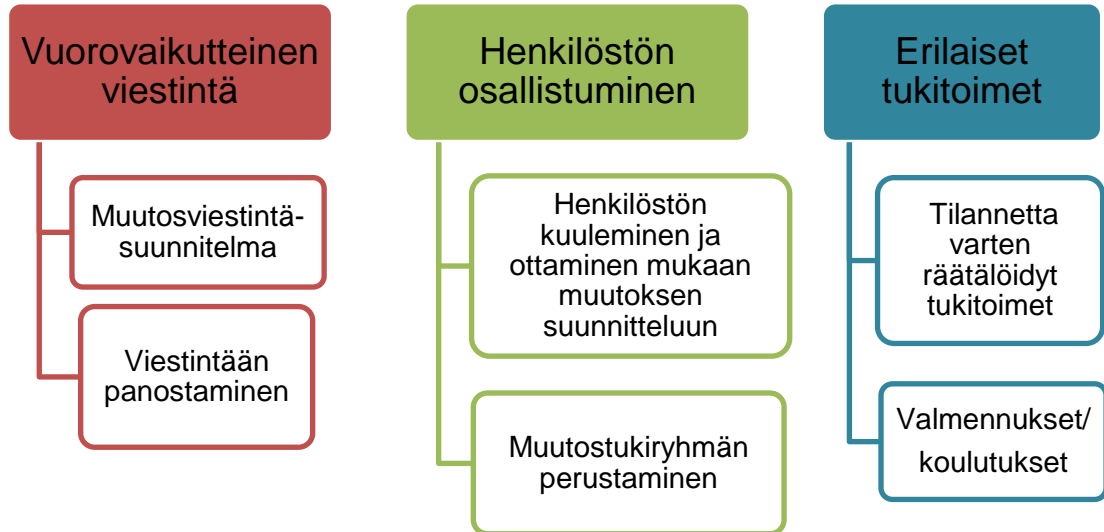 Vuorovaikutteinen
viestintä
Muutosviestintä-
suunnitelma
Viestintään
panostaminen
Henkilöstön
osallistuminen
Henkilöstön
kuuleminen ja
ottaminen mukaan
muutoksen
suunnitteluun
Muutostukiryhmän
perustaminen
Erilaiset
tukitoimet
Tilannetta
varten
räätälöidyt
tukitoimet
Valmennukset/
koulutukset